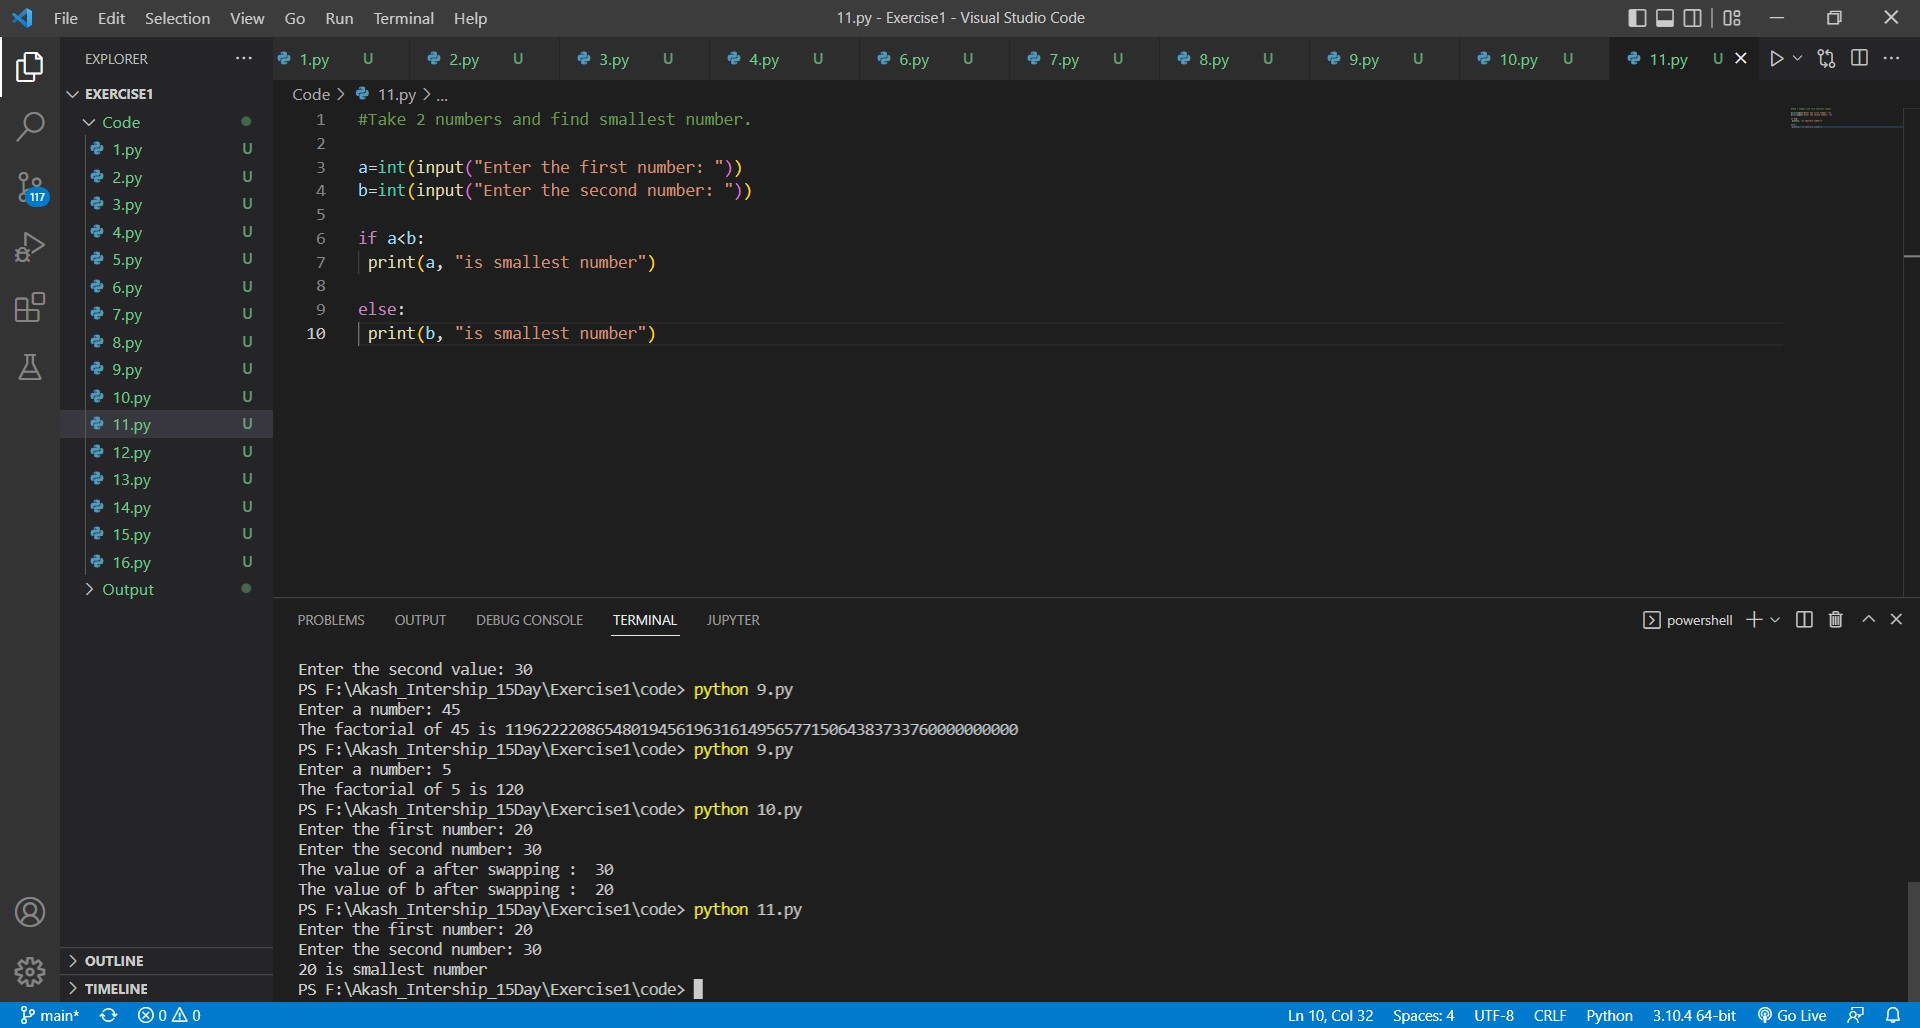 File Edit Selection View Go Run Terminal Help 11.py - Exercise1 - Visual Studio Code
EXPLORER
1.py U 2.py U 3.py U 4.py U 6.py U 7.py U 8.py U 9.py U 10.py U 11.py U
Code > 11.py > ...
EXERCISE1
Code
1.py U
2.py U
3.py U
4.py U
5.py U
6.py U
7.py U
8.py U
9.py U
10.py U
11.py U
12.py U
13.py U
14.py U
15.py U
16.py U
Output
OUTLINE
TIMELINE
117
1 #Take 2 numbers and find smallest number.
2
3 a=int(input("Enter the first number: "))
4 b=int(input("Enter the second number: "))
5
6 if a<b:
7 print(a, "is smallest number")
8
9 else:
10 print(b, "is smallest number")
PROBLEMS OUTPUT DEBUG CONSOLE TERMINAL JUPYTER powershell
Enter the second value: 30
PS F:\Akash_Intership_15Day\Exercise1\code> python 9.py
Enter a number: 45
The factorial of 45 is 119622220865480194561963161495657715064383733760000000000
PS F:\Akash_Intership_15Day\Exercise1\code> python 9.py
Enter a number: 5
The factorial of 5 is 120
PS F:\Akash_Intership_15Day\Exercise1\code> python 10.py
Enter the first number: 20
Enter the second number: 30
The value of a after swapping :  30
The value of b after swapping :  20
PS F:\Akash_Intership_15Day\Exercise1\code> python 11.py
Enter the first number: 20
Enter the second number: 30
20 is smallest number
PS F:\Akash_Intership_15Day\Exercise1\code>
main* 0 0 Ln 10, Col 32 Spaces: 4 UTF-8 CRLF Python 3.10.4 64-bit Go Live